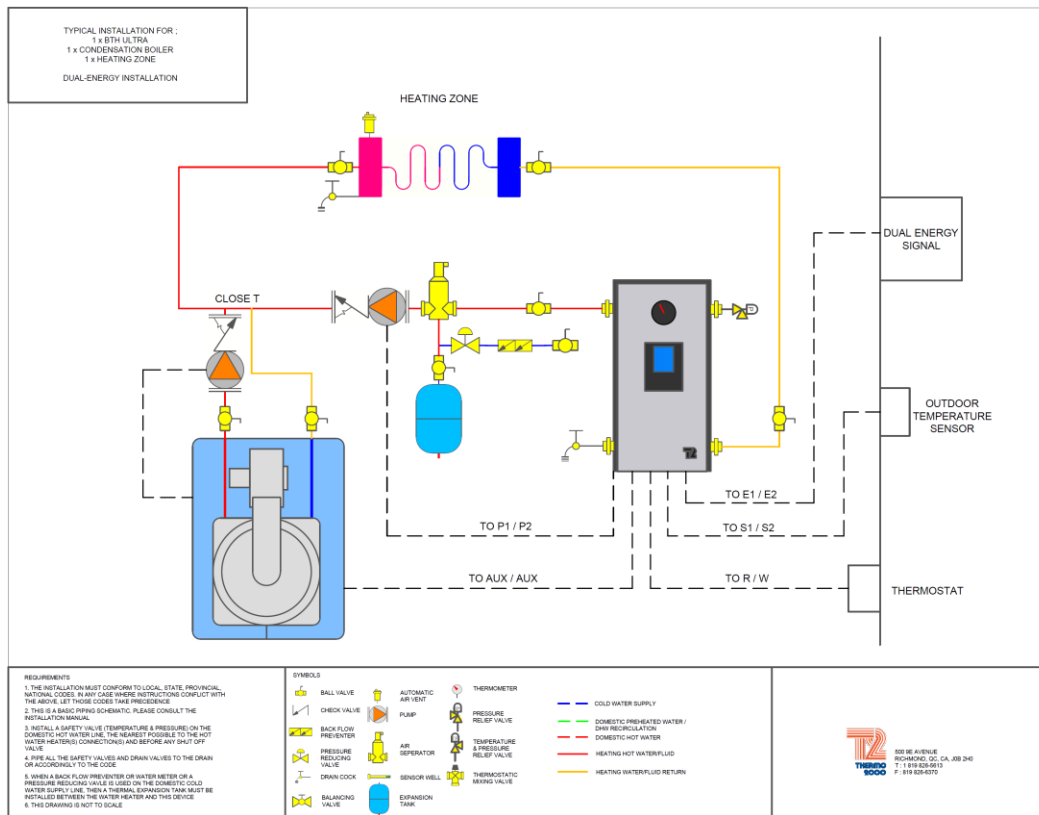 TYPICAL INSTALLATION FOR ;
1 x BTH ULTRA
1 x CONDENSATION BOILER
1 x HEATING ZONE
DUAL-ENERGY INSTALLATION
HEATING ZONE
DUAL ENERGY
SIGNAL
CLOSE T
OUTDOOR
TEMPERATURE
SENSOR
T2
TO E1 / E2
TO P1 / P2
TO S1 / S2
TO AUX / AUX
TO R / W
THERMOSTAT
REQUIREMENTS
1. THE INSTALLATION MUST CONFORM TO LOCAL, STATE, PROVINCIAL,
NATIONAL CODES. IN ANY CASE WHERE INSTRUCTIONS CONFLICT WITH
THE ABOVE, LET THOSE CODES TAKE PRECEDENCE
2. THIS IS A BASIC PIPING SCHEMATIC. PLEASE CONSULT THE
INSTALLATION MANUAL
3. INSTALL A SAFETY VALVE (TEMPERATURE & PRESSURE) ON THE
DOMESTIC HOT WATER LINE, THE NEAREST POSSIBLE TO THE HOT
WATER HEATER(S) CONNECTION(S) AND BEFORE ANY SHUT OFF
VALVE
4. PIPE ALL THE SAFETY VALVES AND DRAIN VALVES TO THE DRAIN
OR ACCORDINGLY TO THE CODE
5. WHEN A BACK FLOW PREVENTER OR WATER METER OR A
PRESSURE REDUCING VAVLE IS USED ON THE DOMESTIC COLD
WATER SUPPLY LINE, THEN A THERMAL EXPANSION TANK MUST BE
INSTALLED BETWEEN THE WATER HEATER AND THIS DEVICE
6. THIS DRAWING IS NOT TO SCALE
SYMBOLS
BALL VALVE
CHECK VALVE
BACK FLOW
PREVENTER
PRESSURE
REDUCING
VALVE
DRAIN COCK
BALANCING
VALVE
AUTOMATIC
AIR VENT
PUMP
AIR
SEPERATOR
SENSOR WELL
EXPANSION
TANK
THERMOMETER
PRESSURE
RELIEF VALVE
TEMPERATURE
& PRESSURE
RELIEF VALVE
THERMOSTATIC
MIXING VALVE
COLD WATER SUPPLY
DOMESTIC PREHEATED WATER /
DHW RECIRCULATION
DOMESTIC HOT WATER
HEATING HOT WATER/FLUID
HEATING WATER/FLUID RETURN
T2
THERMO
2000
500 9E AVENUE
RICHMOND, QC, CA, J0B 2H0
T : 1 819 826-5613
F : 819 826-6370